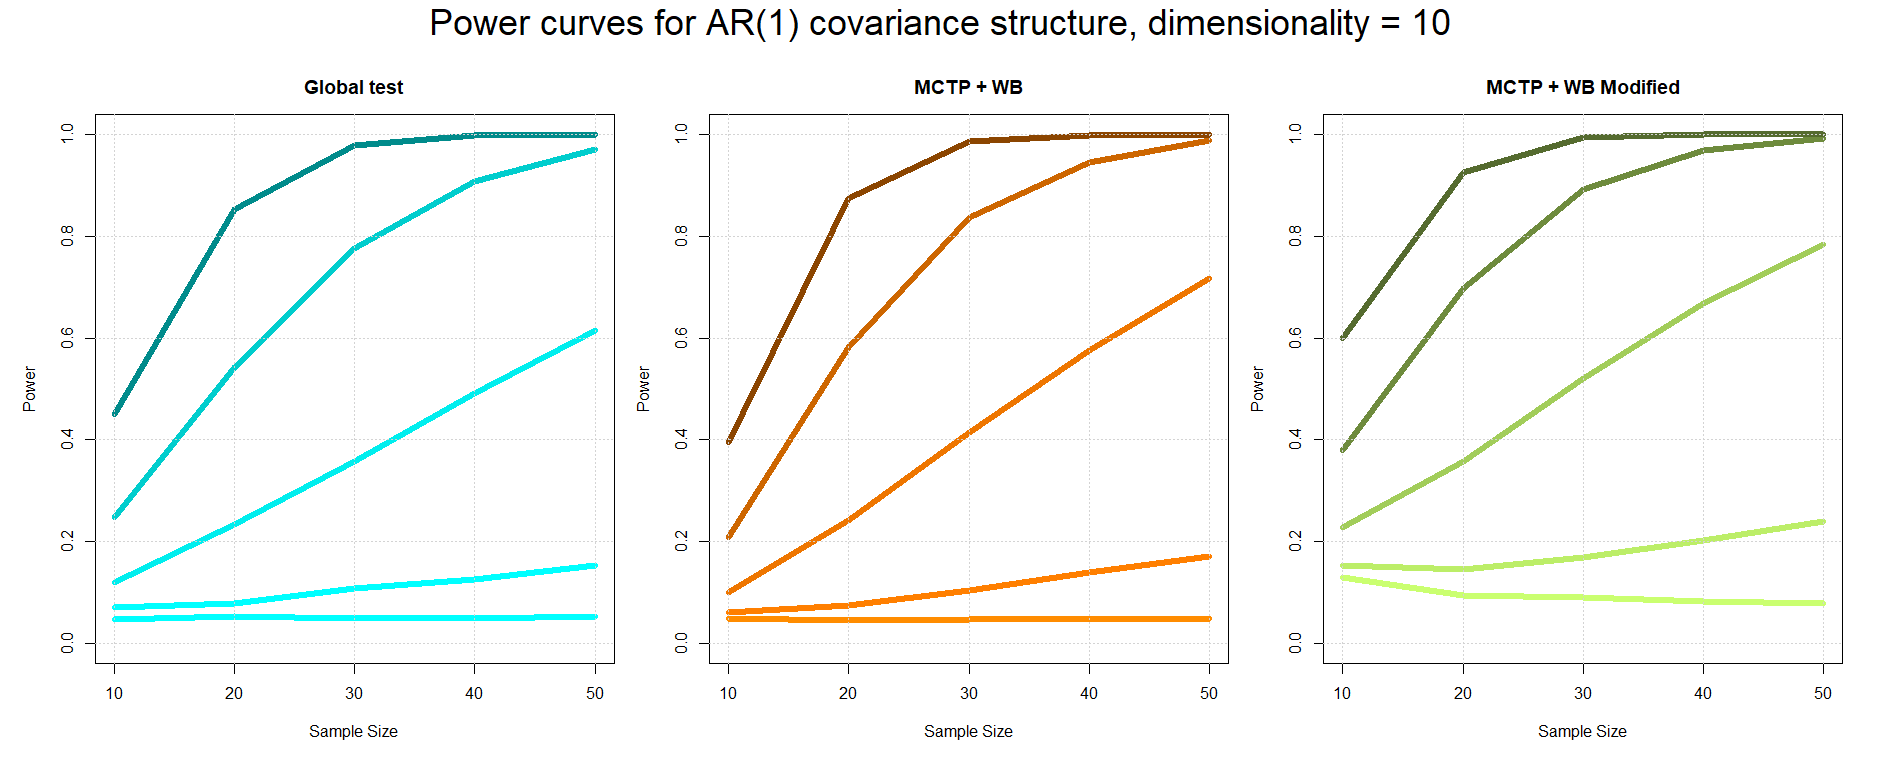 Power curves for AR(1) covariance structure, dimensionality = 10
Global test
1.0
0.8
0.6
0.4
0.2
0.0
Power
10 20 30 40 50
Sample Size
MCTP + WB
1.0
0.8
0.6
0.4
0.2
0.0
Power
10 20 30 40 50
Sample Size
MCTP + WB Modified
1.0
0.8
0.6
0.4
0.2
0.0
Power
10 20 30 40 50
Sample Size